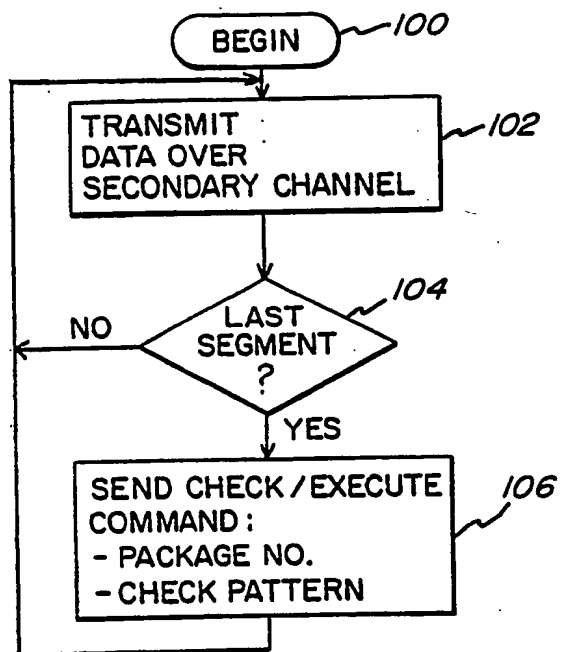 BEGIN
100
TRANSMIT
DATA OVER
SECONDARY CHANNEL
102
LAST
SEGMENT
?
104
NO
YES
SEND CHECK/EXECUTE
COMMAND:
- PACKAGE NO.
- CHECK PATTERN
106